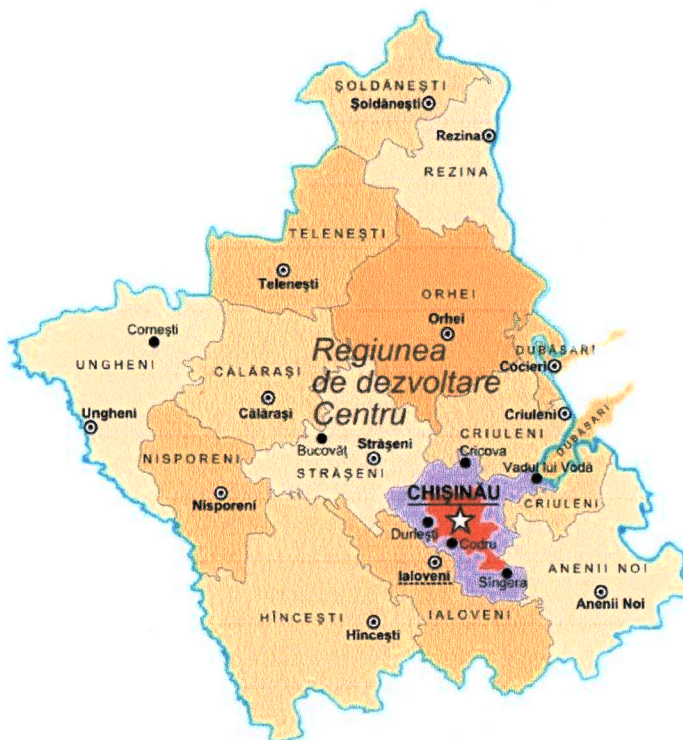 ŞOLDĂNEŞTI
Şoldăneşti
Rezina
REZINA
TELENEŞTI
Teleneşti
ORHEI
Orhei
Corneşti
UNGHENI
Ungheni
CĂLĂRAŞI
Călăraşi
Regiunea
de dezvoltare
Centru
DUBĂSARI
Cocieri
Criuleni
DUBĂSARI
CRIULENI
Cricova
Vadul lui Vodă
CRIULENI
Bucovăţ
Străşeni
STRĂŞENI
NISPORENI
Nisporeni
CHIŞINĂU
Durleşti
Codru
Ialoveni
Sîngera
ANENII NOI
Anenii Noi
IALOVENI
HÎNCEŞTI
Hînceşti